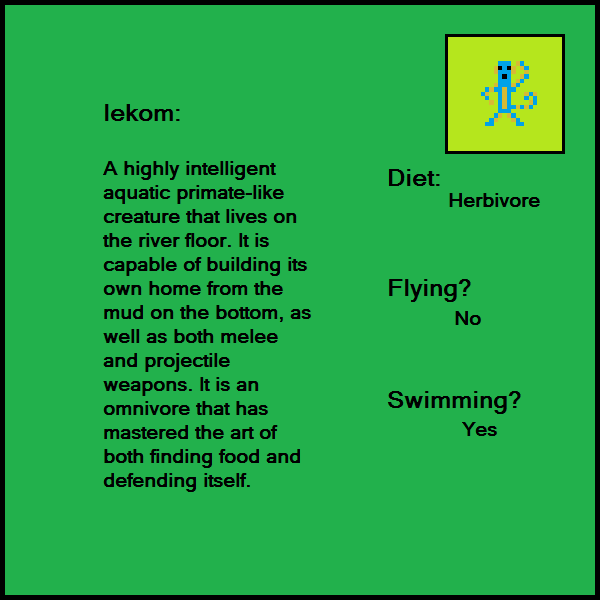 Iekom:
A highly intelligent
aquatic primate-like
creature that lives on
the river floor. It is
capable of building its
own home from the
mud on the bottom, as
well as both melee
and projectile
weapons. It is an
omnivore that has
mastered the art of
both finding food and
defending itself.
Diet:
Herbivore
Flying?
No
Swimming?
Yes